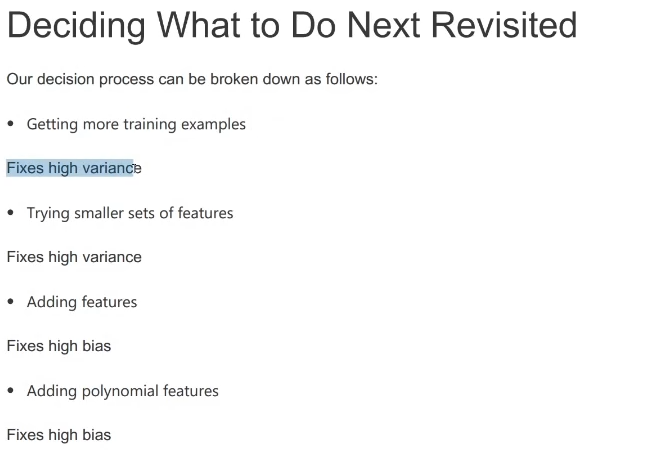 Deciding What to Do Next Revisited
Our decision process can be broken down as follows:
• Getting more training examples
Fixes high variance
• Trying smaller sets of features
Fixes high variance
• Adding features
Fixes high bias
• Adding polynomial features
Fixes high bias